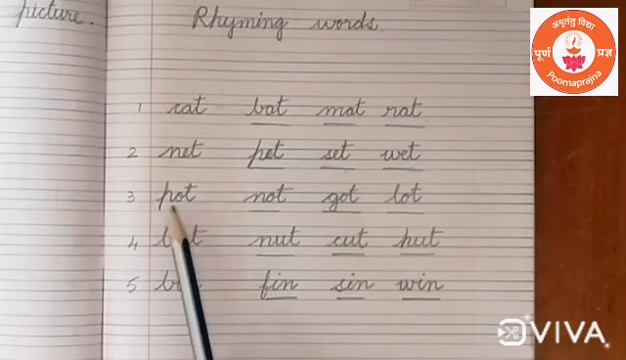 picture.
Rhyming words
अमृतंतु विद्या
पूर्ण प्रज्ञ
Poornaprajna
1 cat bat mat rat
2 net pet set wet
3 pot not got lot
4 nut cut hut
5 fin sin win
VIVA